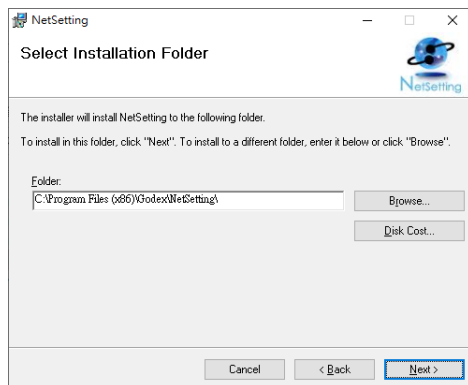 NetSetting
Select Installation Folder
NetSetting
The installer will install NetSetting to the following folder.
To install in this folder, click "Next". To install to a different folder, enter it below or click "Browse".
Folder:
C:\Program Files (x86)\Godex\NetSetting\
Browse...
Disk Cost...
Cancel
< Back
Next >